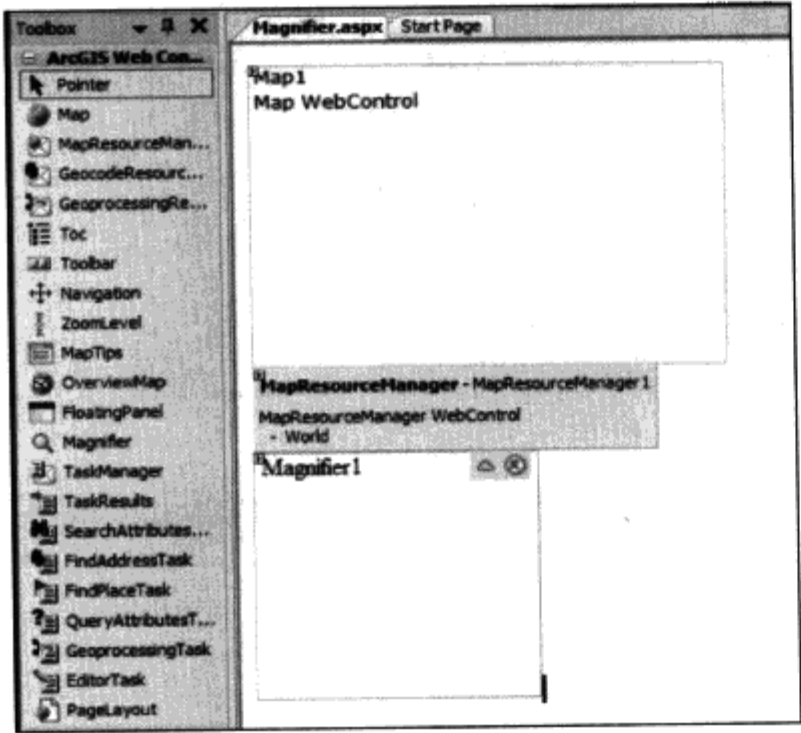 Toolbox
ArcGIS Web Con...
Pointer
Map
MapResourceMan...
GeocodeResourc...
GeoprocessingRe...
Toc
Toolbar
Navigation
ZoomLevel
MapTips
OverviewMap
FloatingPanel
Magnifier
TaskManager
TaskResults
SearchAttributes...
FindAddressTask
FindPlaceTask
QueryAttributesT...
GeoprocessingTask
EditorTask
PageLayout
Magnifier.aspx Start Page
Map1
Map WebControl
MapResourceManager - MapResourceManager1
MapResourceManager WebControl
- World
Magnifier1